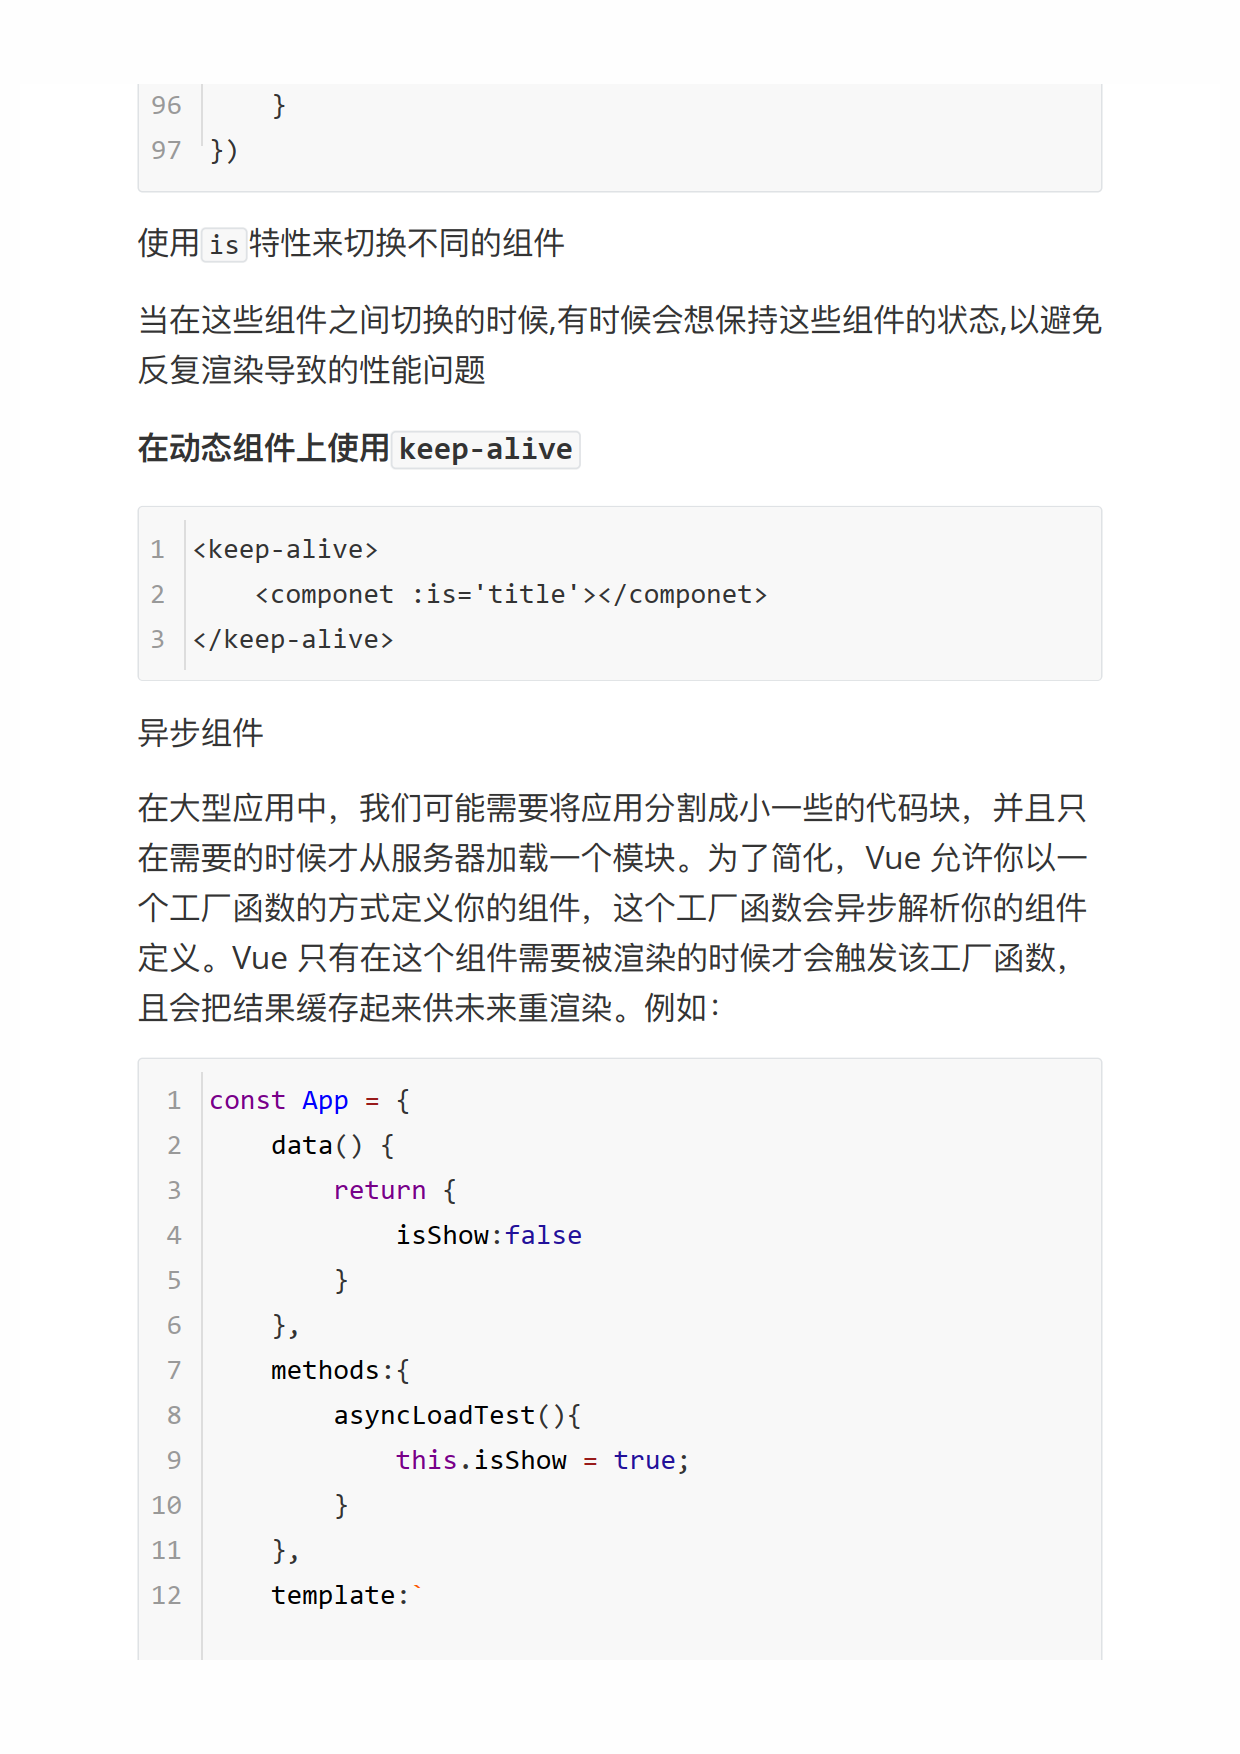 96     }
97 })
使用is特性来切换不同的组件
当在这些组件之间切换的时候,有时候会想保持这些组件的状态,以避免
反复渲染导致的性能问题
在动态组件上使用keep-alive
1 <keep-alive>
2     <componet :is='title'></componet>
3 </keep-alive>
异步组件
在大型应用中，我们可能需要将应用分割成小一些的代码块，并且只
在需要的时候才从服务器加载一个模块。为了简化，Vue 允许你以一
个工厂函数的方式定义你的组件，这个工厂函数会异步解析你的组件
定义。Vue 只有在这个组件需要被渲染的时候才会触发该工厂函数，
且会把结果缓存起来供未来重渲染。例如：
1 const App = {
2     data() {
3         return {
4             isShow:false
5         }
6     },
7     methods:{
8         asyncLoadTest(){
9             this.isShow = true;
10         }
11     },
12     template:`